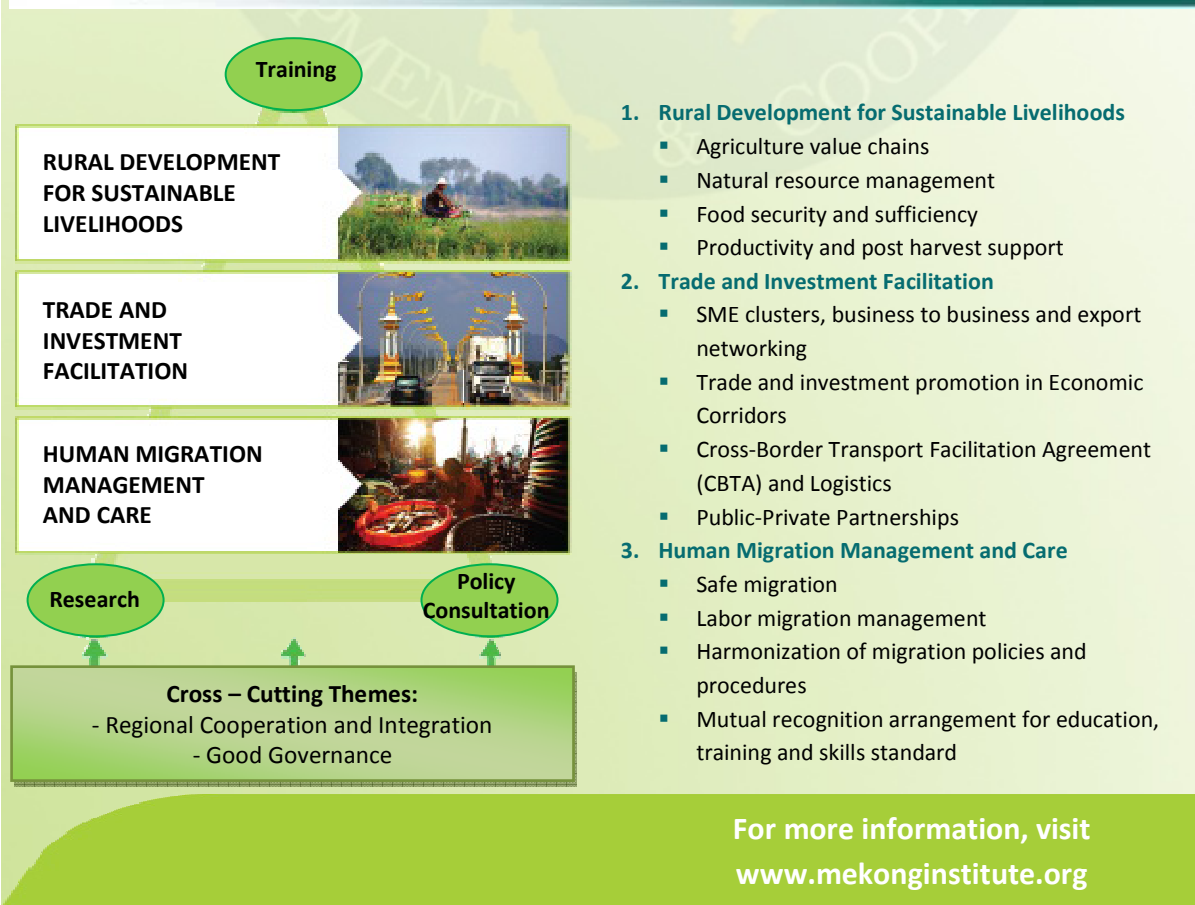 Training
RURAL DEVELOPMENT
FOR SUSTAINABLE
LIVELIHOODS
TRADE AND
INVESTMENT
FACILITATION
HUMAN MIGRATION
MANAGEMENT
AND CARE
Research
Policy
Consultation
Cross – Cutting Themes:
- Regional Cooperation and Integration
- Good Governance
1. Rural Development for Sustainable Livelihoods
▪ Agriculture value chains
▪ Natural resource management
▪ Food security and sufficiency
▪ Productivity and post harvest support
2. Trade and Investment Facilitation
▪ SME clusters, business to business and export
networking
▪ Trade and investment promotion in Economic
Corridors
▪ Cross-Border Transport Facilitation Agreement
(CBTA) and Logistics
▪ Public-Private Partnerships
3. Human Migration Management and Care
▪ Safe migration
▪ Labor migration management
▪ Harmonization of migration policies and
procedures
▪ Mutual recognition arrangement for education,
training and skills standard
For more information, visit
www.mekonginstitute.org